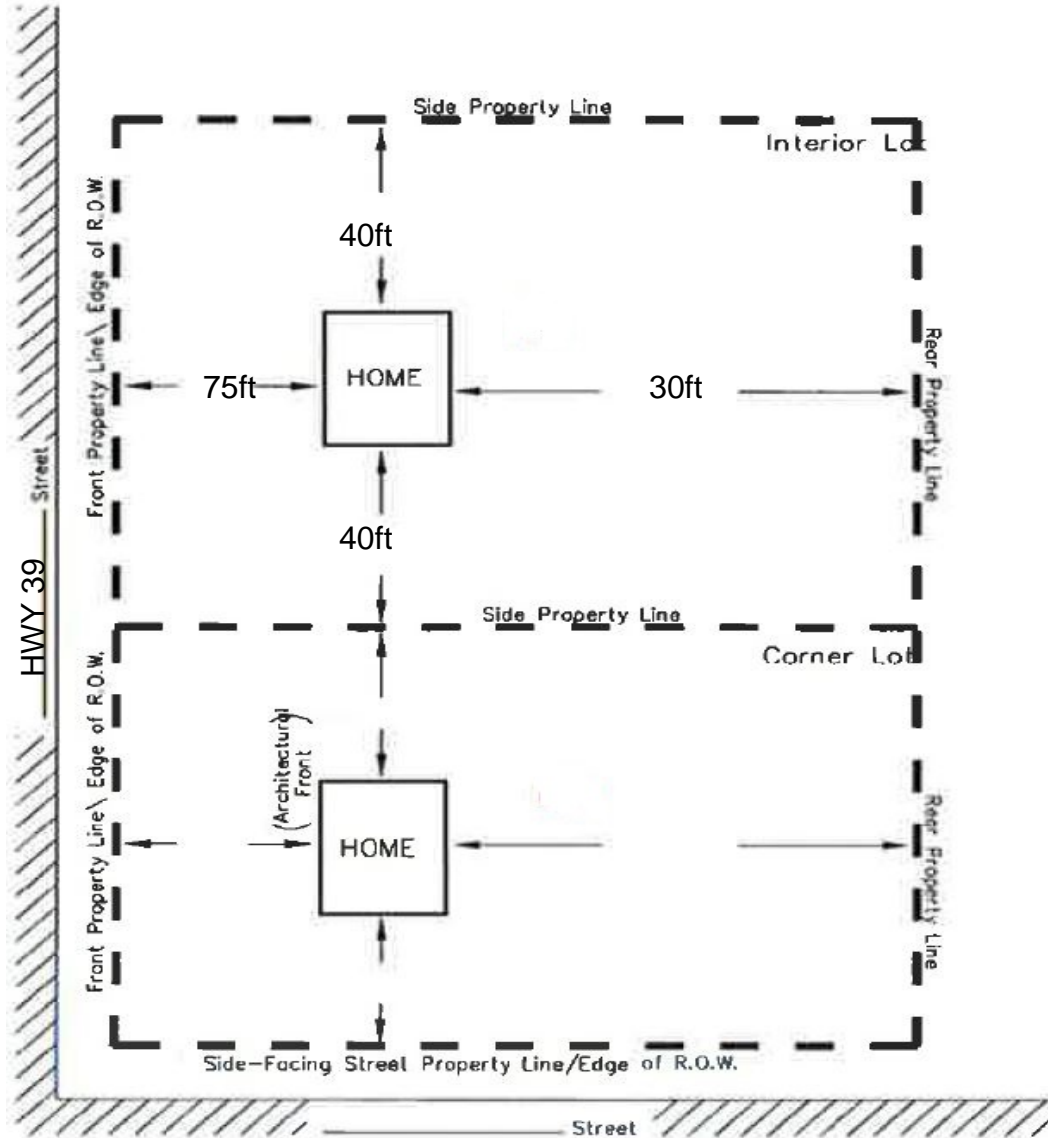 Side Property Line
Interior Lot
Front Property Line\ Edge of R.O.W.
40ft
75ft
HOME
30ft
Rear Property Line
40ft
Street
HWY 39
Side Property Line
Corner Lot
Front Property Line\ Edge of R.O.W.
(Architectural
Front )
HOME
Rear Property Line
Side-Facing Street Property Line/Edge of R.O.W.
Street